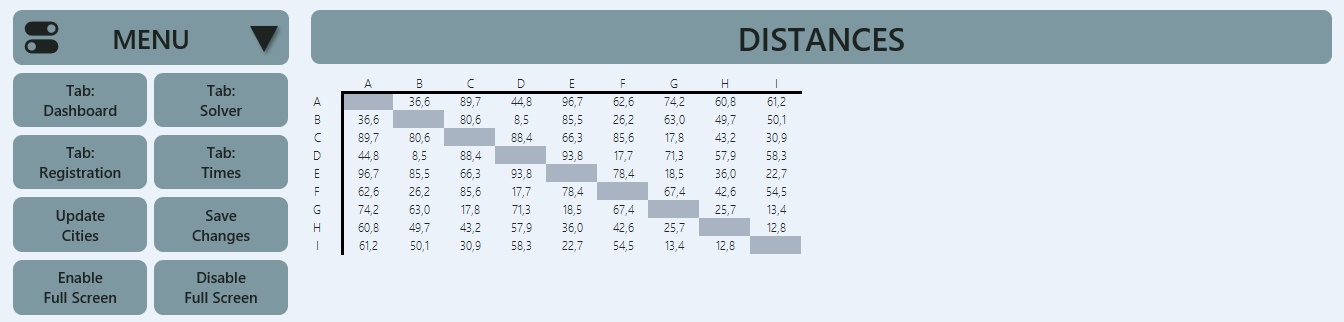 MENU
DISTANCES
Tab:
Dashboard
Tab:
Solver
Tab:
Registration
Tab:
Times
Update
Cities
Save
Changes
Enable
Full Screen
Disable
Full Screen
A B C D E F G H I
A 36,6 89,7 44,8 96,7 62,6 74,2 60,8 61,2
B 36,6 80,6 8,5 85,5 26,2 63,0 49,7 50,1
C 89,7 80,6 88,4 66,3 85,6 17,8 43,2 30,9
D 44,8 8,5 88,4 93,8 17,7 71,3 57,9 58,3
E 96,7 85,5 66,3 93,8 78,4 18,5 36,0 22,7
F 62,6 26,2 85,6 17,7 78,4 67,4 42,6 54,5
G 74,2 63,0 17,8 71,3 18,5 67,4 25,7 13,4
H 60,8 49,7 43,2 57,9 36,0 42,6 25,7 12,8
I 61,2 50,1 30,9 58,3 22,7 54,5 13,4 12,8